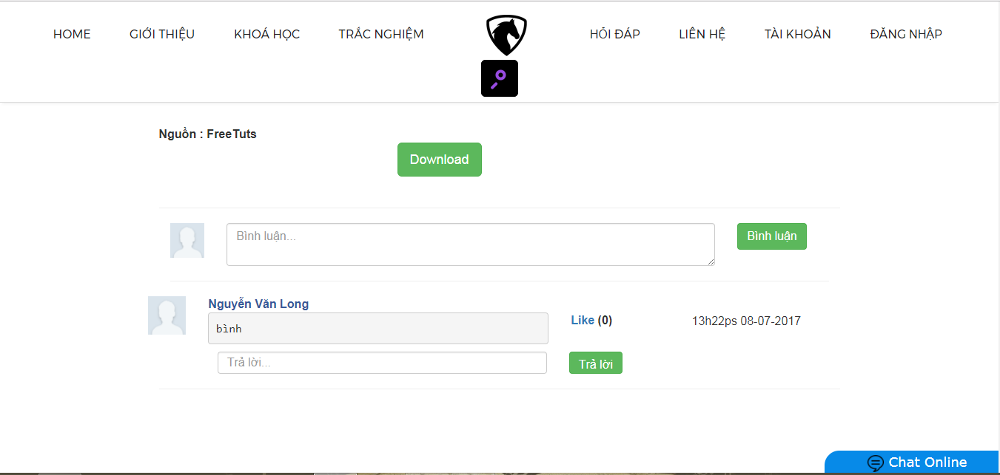 HOME GIỚI THIỆU KHOÁ HỌC TRẮC NGHIỆM HỎI ĐÁP LIÊN HỆ TÀI KHOẢN ĐĂNG NHẬP
Nguồn : FreeTuts
Download
Bình luận... Bình luận
Nguyễn Văn Long
bình Like (0) 13h22ps 08-07-2017
Trả lời... Trả lời
Chat Online